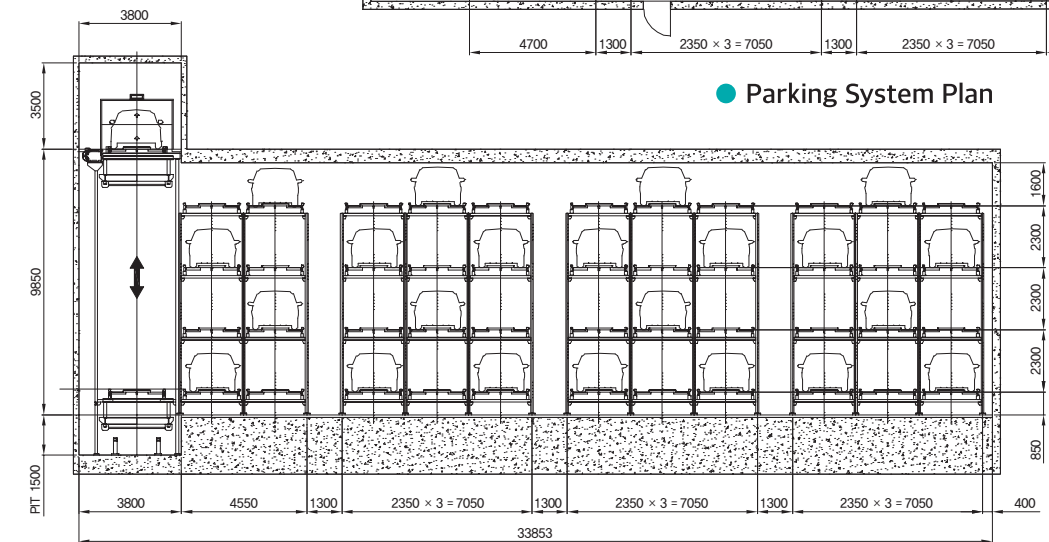 3800
4700 1300 2350 × 3 = 7050 1300 2350 × 3 = 7050
Parking System Plan
3500
9850
PIT 1500
1600
2300
2300
2300
850
3800 4550 1300 2350 × 3 = 7050 1300 2350 × 3 = 7050 1300 2350 × 3 = 7050 400
33853